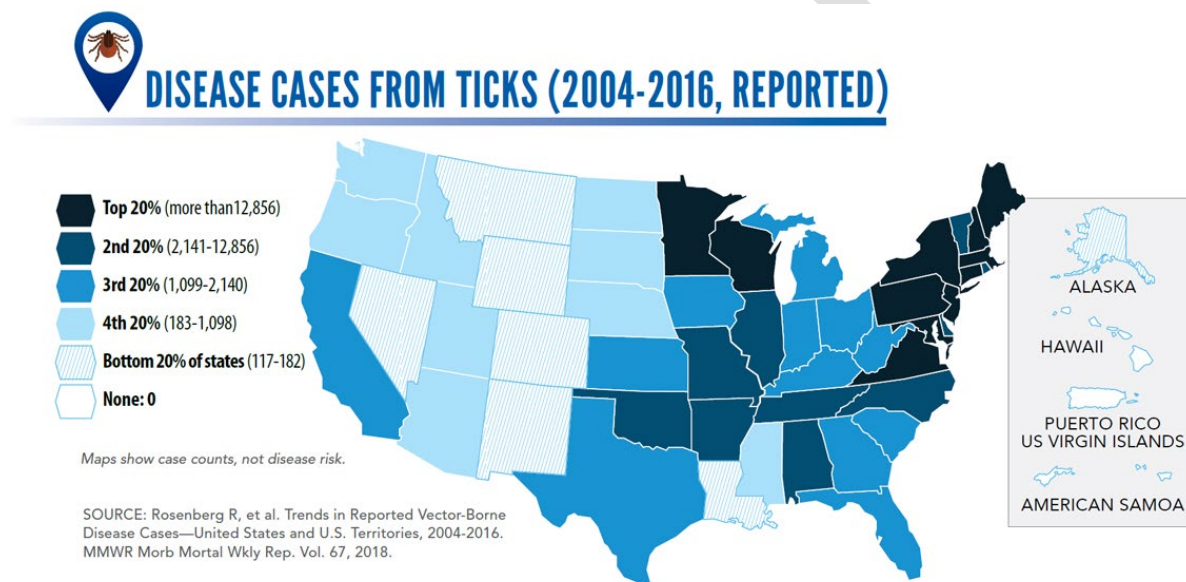 DISEASE CASES FROM TICKS (2004-2016, REPORTED)
Top 20% (more than12,856)
2nd 20% (2,141-12,856)
3rd 20% (1,099-2,140)
4th 20% (183-1,098)
Bottom 20% of states (117-182)
None: 0
Maps show case counts, not disease risk.
SOURCE: Rosenberg R, et al. Trends in Reported Vector-Borne
Disease Cases—United States and U.S. Territories, 2004-2016.
MMWR Morb Mortal Wkly Rep. Vol. 67, 2018.
ALASKA
HAWAII
PUERTO RICO
US VIRGIN ISLANDS
AMERICAN SAMOA